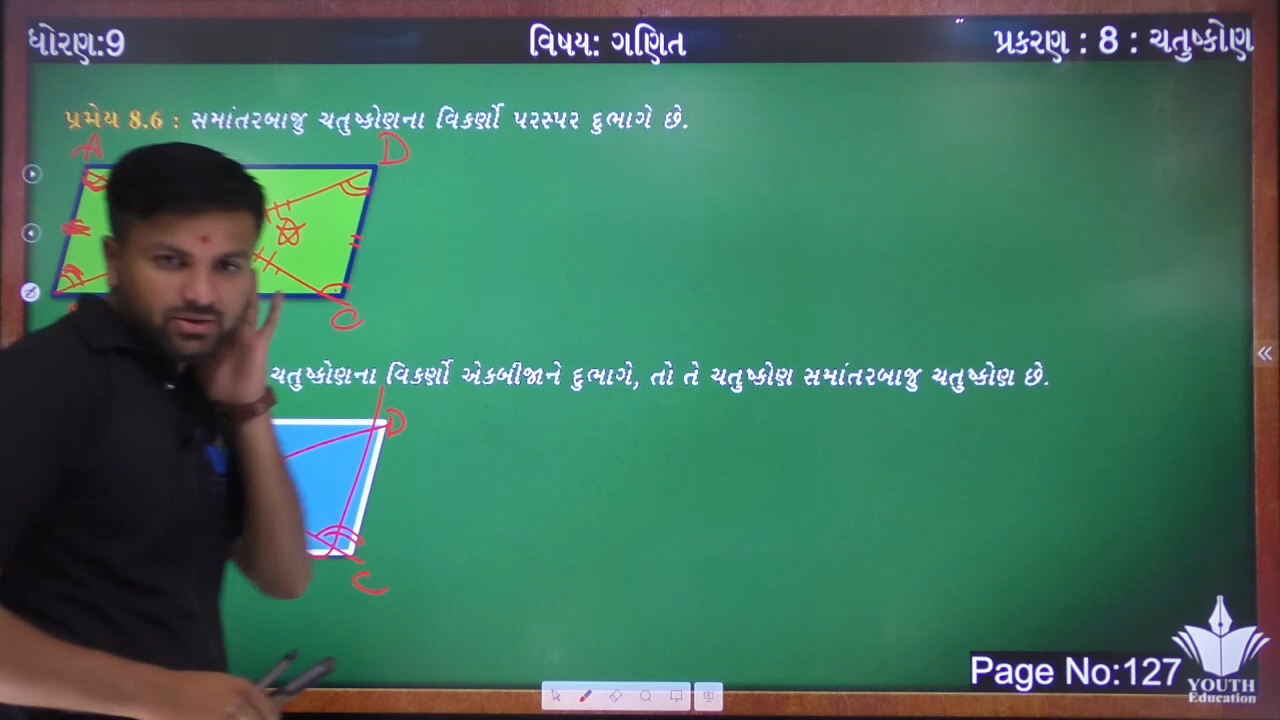 ધોરણ:9 વિષય: ગણિત પ્રકરણ : 8 : ચતુષ્કોણ
પ્રમેય 8.6 : સમાંતરબાજુ ચતુષ્કોણના વિકર્ણો પરસ્પર દુભાગે છે.
A D
C
ચતુષ્કોણના વિકર્ણો એકબીજાને દુભાગે, તો તે ચતુષ્કોણ સમાંતરબાજુ ચતુષ્કોણ છે.
D
C
Page No:127
YOUTH
Education